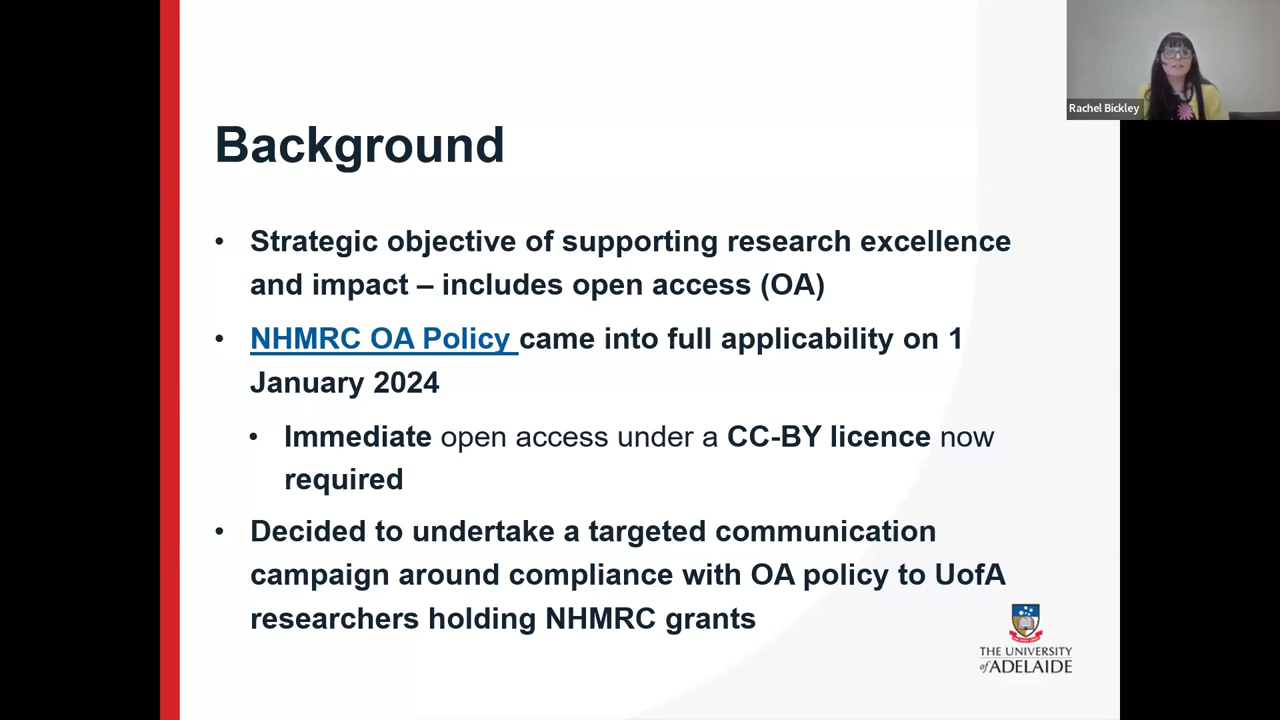 Rachel Bickley
Background
• Strategic objective of supporting research excellence
and impact – includes open access (OA)
• NHMRC OA Policy came into full applicability on 1
January 2024
• Immediate open access under a CC-BY licence now
required
• Decided to undertake a targeted communication
campaign around compliance with OA policy to UofA
researchers holding NHMRC grants
THE UNIVERSITY
of ADELAIDE